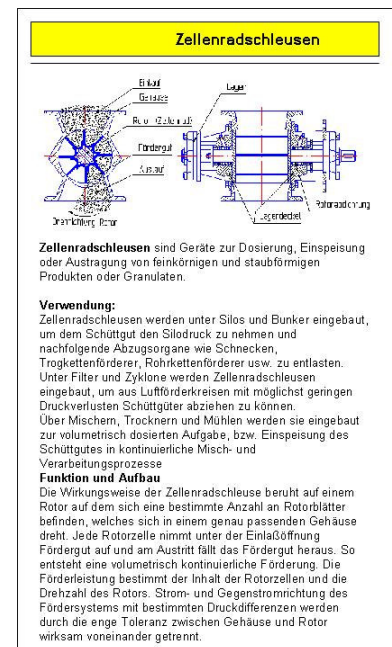 Zellenradschleusen
Einlauf
Gehäuse
Lager
Rotor (Zellenrad)
Fördergut
Auslauf
Drehrichtung Rotor
Lagerdeckel
Rotorabdichtung
Zellenradschleusen sind Geräte zur Dosierung, Einspeisung
oder Austragung von feinkörnigen und staubförmigen
Produkten oder Granulaten.
Verwendung:
Zellenradschleusen werden unter Silos und Bunker eingebaut,
um dem Schüttgut den Silodruck zu nehmen und
nachfolgende Abzugsorgane wie Schnecken,
Trogkettenförderer, Rohrkettenförderer usw. zu entlasten.
Unter Filter und Zyklone werden Zellenradschleusen
eingebaut, um aus Luftförderkreisen mit möglichst geringen
Druckverlusten Schüttgüter abziehen zu können.
Über Mischern, Trocknern und Mühlen werden sie eingebaut
zur volumetrisch dosierten Aufgabe, bzw. Einspeisung des
Schüttgutes in kontinuierliche Misch- und
Verarbeitungsprozesse
Funktion und Aufbau
Die Wirkungsweise der Zellenradschleuse beruht auf einem
Rotor auf dem sich eine bestimmte Anzahl an Rotorblätter
befinden, welches sich in einem genau passenden Gehäuse
dreht. Jede Rotorzelle nimmt unter der Einlaßöffnung
Fördergut auf und am Austritt fällt das Fördergut heraus. So
entsteht eine volumetrisch kontinuierliche Förderung. Die
Förderleistung bestimmt der Inhalt der Rotorzellen und die
Drehzahl des Rotors. Strom- und Gegenstromrichtung des
Fördersystems mit bestimmten Druckdifferenzen werden
durch die enge Toleranz zwischen Gehäuse und Rotor
wirksam voneinander getrennt.